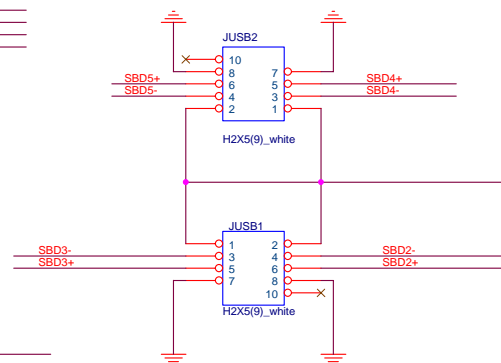 JUSB2
10
8 7
SBD5+ 6 5 SBD4+
SBD5- 4 3 SBD4-
2 1
H2X5(9)_white
JUSB1
1 2
SBD3- 3 4 SBD2-
SBD3+ 5 6 SBD2+
7 8
10
H2X5(9)_white